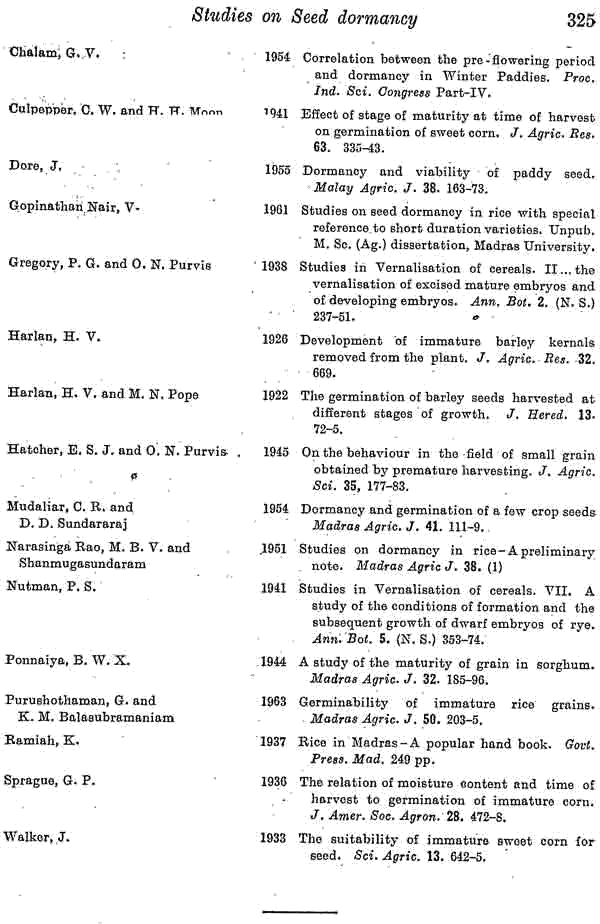 Studies on Seed dormancy 325
Chalam, G. V. : 1954 Correlation between the pre-flowering period
and dormancy in Winter Paddies. Proc.
Ind. Sci. Congress Part-IV.
Culpepper, C. W. and H. H. Moon 1941 Effect of stage of maturity at time of harvest
on germination of sweet corn. J. Agric. Res.
63. 335-43.
Dore, J. 1955 Dormancy and viability of paddy seed.
Malay Agric. J. 38. 163-73.
Gopinathan Nair, V. 1961 Studies on seed dormancy in rice with special
reference to short duration varieties. Unpub.
M. Sc. (Ag.) dissertation, Madras University.
Gregory, P. G. and O. N. Purvis 1938 Studies in Vernalisation of cereals. II ... the
vernalisation of excised mature embryos and
of developing embryos. Ann. Bot. 2. (N. S.)
237-51.
Harlan, H. V. 1926 Development of immature barley kernals
removed from the plant. J. Agric. Res. 32.
669.
Harlan, H. V. and M. N. Pope 1922 The germination of barley seeds harvested at
different stages of growth. J. Hered. 13.
72-5.
Hatcher, E. S. J. and O. N. Purvis 1945 On the behaviour in the field of small grain
obtained by premature harvesting. J. Agric.
Sci. 35, 177-83.
Mudaliar, C. R. and 1954 Dormancy and germination of a few crop seeds
D. D. Sundararaj Madras Agric. J. 41. 111-9.
Narasinga Rao, M. B. V. and 1951 Studies on dormancy in rice-A preliminary
Shanmugasundaram note. Madras Agric J. 38. (1)
Nutman, P. S. 1941 Studies in Vernalisation of cereals. VII. A
study of the conditions of formation and the
subsequent growth of dwarf embryos of rye.
Ann. Bot. 5. (N. S.) 353-74.
Ponnaiya, B. W. X. 1944 A study of the maturity of grain in sorghum.
Madras Agric. J. 32. 185-96.
Purushothaman, G. and 1963 Germinability of immature rice grains.
K. M. Balasubramaniam Madras Agric. J. 50. 203-5.
Ramiah, K. 1937 Rice in Madras-A popular hand book. Govt.
Press. Mad. 249 pp.
Sprague, G. P. 1936 The relation of moisture content and time of
harvest to germination of immature corn.
J. Amer. Soc. Agron. 28. 472-8.
Walker, J. 1933 The suitability of immature sweet corn for
seed. Sci. Agric. 13. 642-5.